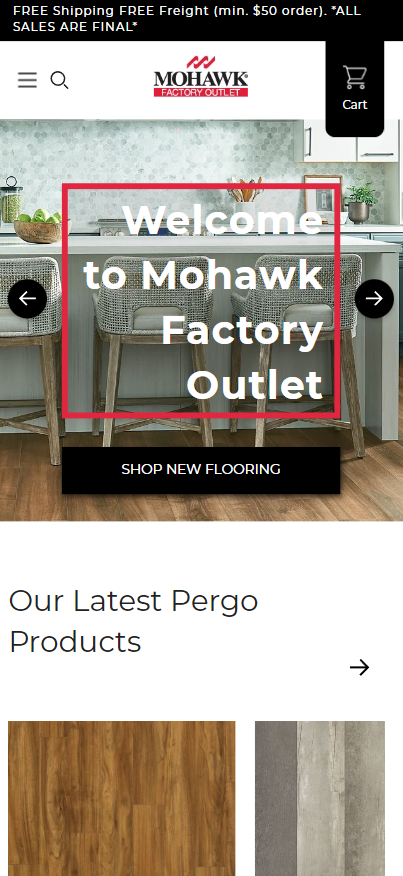 FREE Shipping FREE Freight (min. $50 order). *ALL
SALES ARE FINAL*
MOHAWK
FACTORY OUTLET
Cart
Welcome
to Mohawk
Factory
Outlet
SHOP NEW FLOORING
Our Latest Pergo
Products